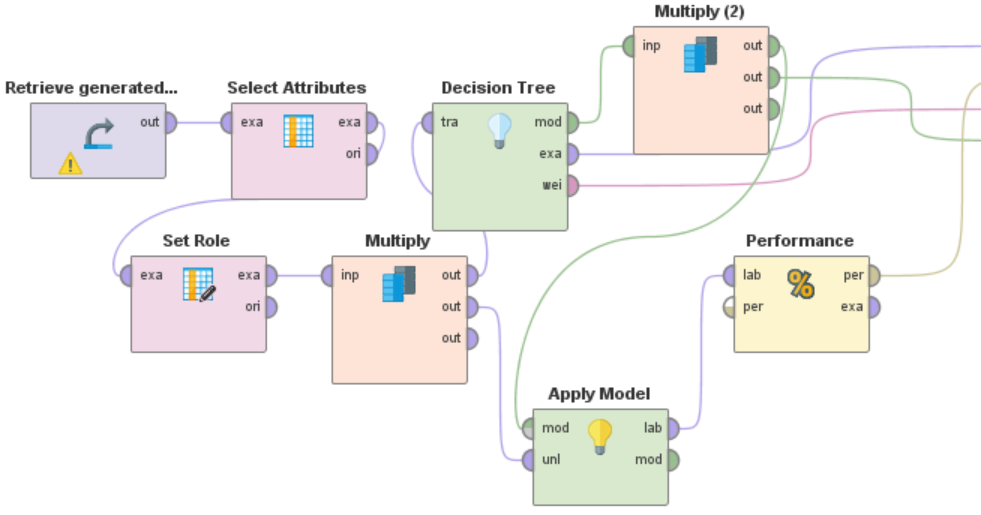 Multiply (2)
inp out
out
out
Retrieve generated...
out
Select Attributes
exa exa
ori
Decision Tree
tra mod
exa
wei
Set Role
exa exa
ori
Multiply
inp out
out
out
Performance
lab per
per exa
Apply Model
mod lab
unl mod